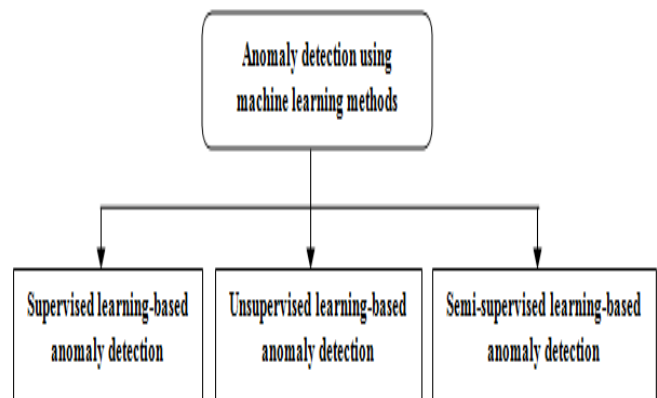 Anomaly detection using
machine learning methods
Supervised learning-based
anomaly detection
Unsupervised learning-based
anomaly detection
Semi-supervised learning-based
anomaly detection